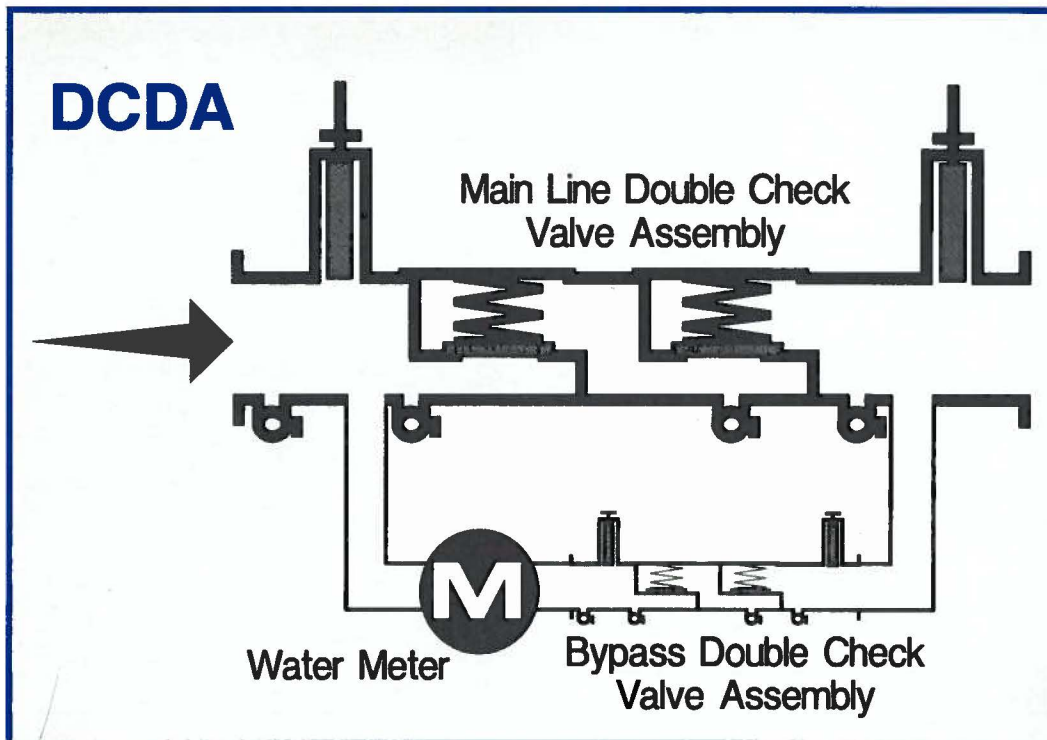 DCDA
Main Line Double Check
Valve Assembly
M
Water Meter
Bypass Double Check
Valve Assembly